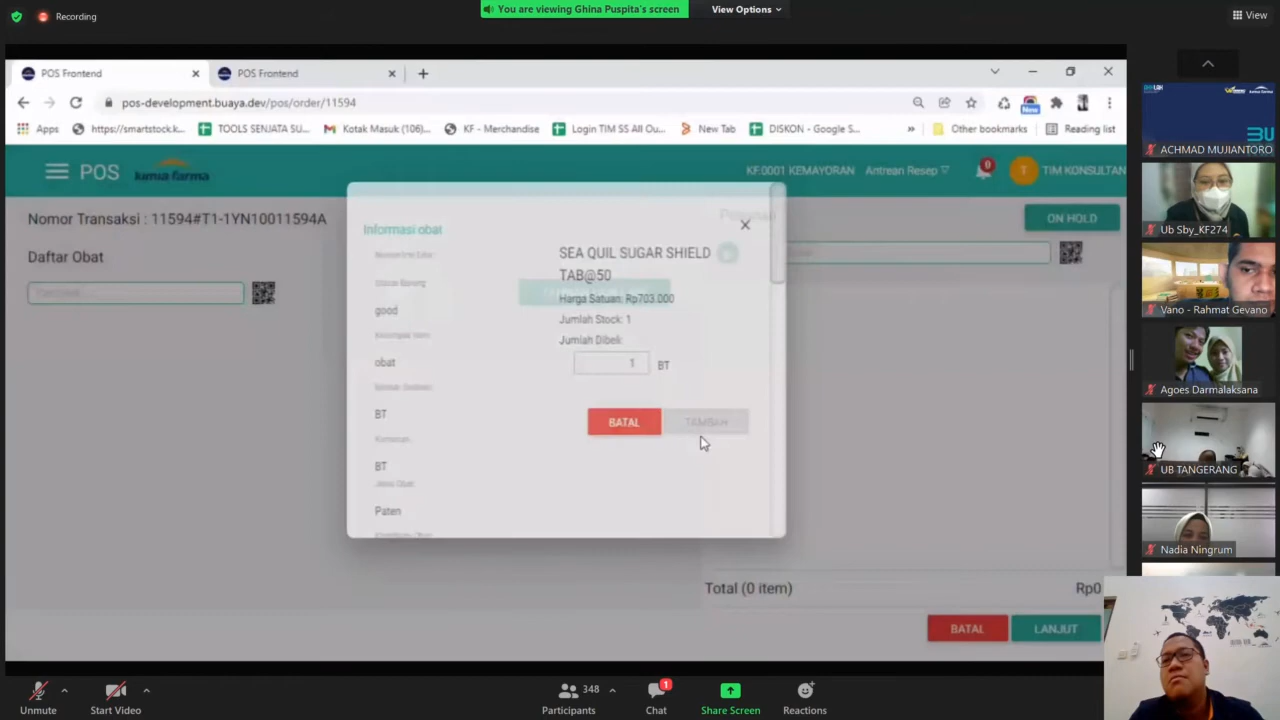 Recording
You are viewing Ghina Puspita's screen
View Options
View
POS Frontend
POS Frontend
pos-development.buaya.dev/pos/order/11594
New
Apps
https://smartstock.k...
TOOLS SENJATA SU...
Kotak Masuk (106)...
KF - Merchandise
Login TIM SS All Ou...
New Tab
DISKON - Google S...
»
Other bookmarks
Reading list
POS
kimia farma
KF.0001 KEMAYORAN
Antrean Resep
0
T
TIM KONSULTAN
Nomor Transaksi : 11594#T1-1YN10011594A
ON HOLD
Daftar Obat
Informasi obat
good
obat
BT
BT
Paten
SEA QUIL SUGAR SHIELD
TAB@50
Harga Satuan: Rp703.000
Jumlah Stock: 1
Jumlah Dibeli:
1
BT
BATAL
TAMBAH
Total (0 item)
Rp0
BATAL
LANJUT
ACHMAD MUJIANTORO
Ub Sby_KF274
Vano - Rahmat Gevano
Agoes Darmalaksana
UB TANGERANG
Nadia Ningrum
Unmute
Start Video
348
Participants
1
Chat
Share Screen
Reactions